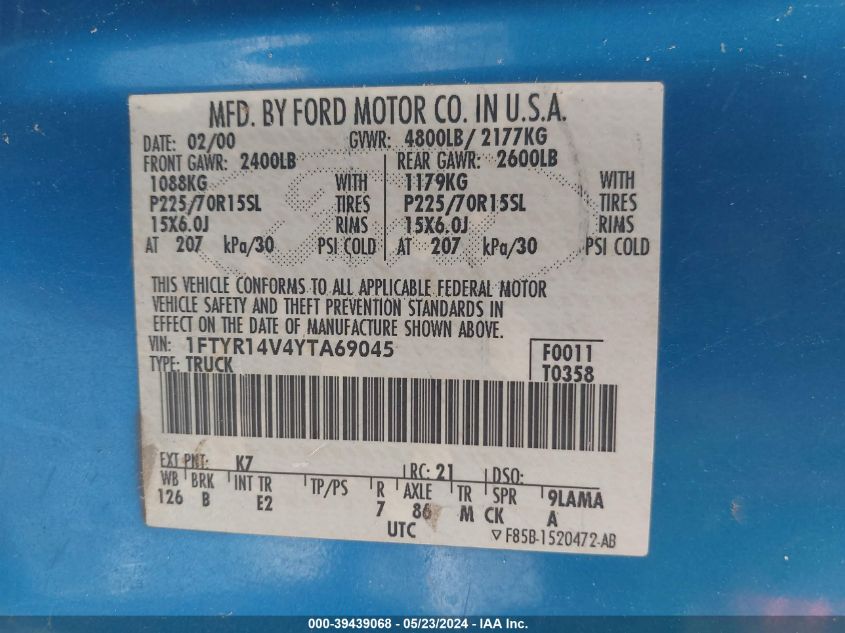 MFD. BY FORD MOTOR CO. IN U.S.A.
DATE: 02/00 GVWR: 4800LB/ 2177KG
FRONT GAWR: 2400LB REAR GAWR: 2600LB
1088KG WITH 1179KG WITH
P225/70R15SL TIRES P225/70R15SL TIRES
15X6.0J RIMS 15X6.0J RIMS
AT 207 kPa/30 PSI COLD AT 207 kPa/30 PSI COLD
THIS VEHICLE CONFORMS TO ALL APPLICABLE FEDERAL MOTOR
VEHICLE SAFETY AND THEFT PREVENTION STANDARDS IN
EFFECT ON THE DATE OF MANUFACTURE SHOWN ABOVE.
VIN: 1FTYR14V4YTA69045 F0011
TYPE: TRUCK T0358
EXT PNT: K7 RC: 21 DSO:
WB BRK INT TR TP/PS R AXLE TR SPR 9LAMA
126 B E2 7 86 M CK A
UTC ▽ F85B-1520472-AB
000-39439068 - 05/23/2024 - IAA Inc.